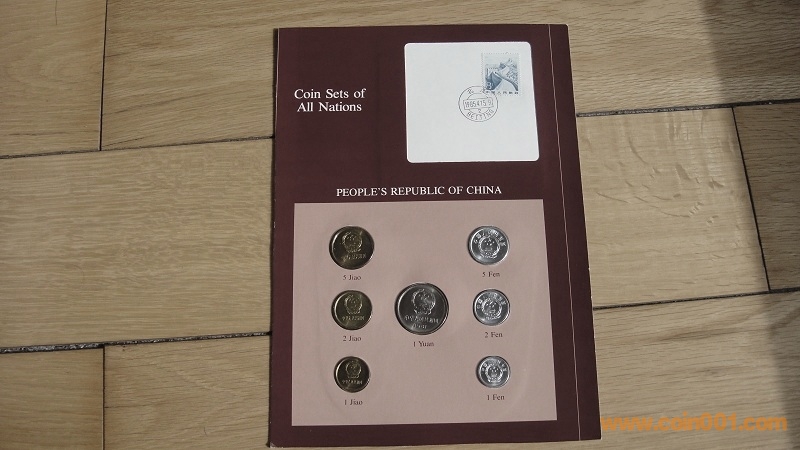 Coin Sets of
All Nations
BEIJING
PEOPLE'S REPUBLIC OF CHINA
5 Jiao
5 Fen
2 Jiao
1 Yuan
2 Fen
1 Jiao
1 Fen
www.coin001.com